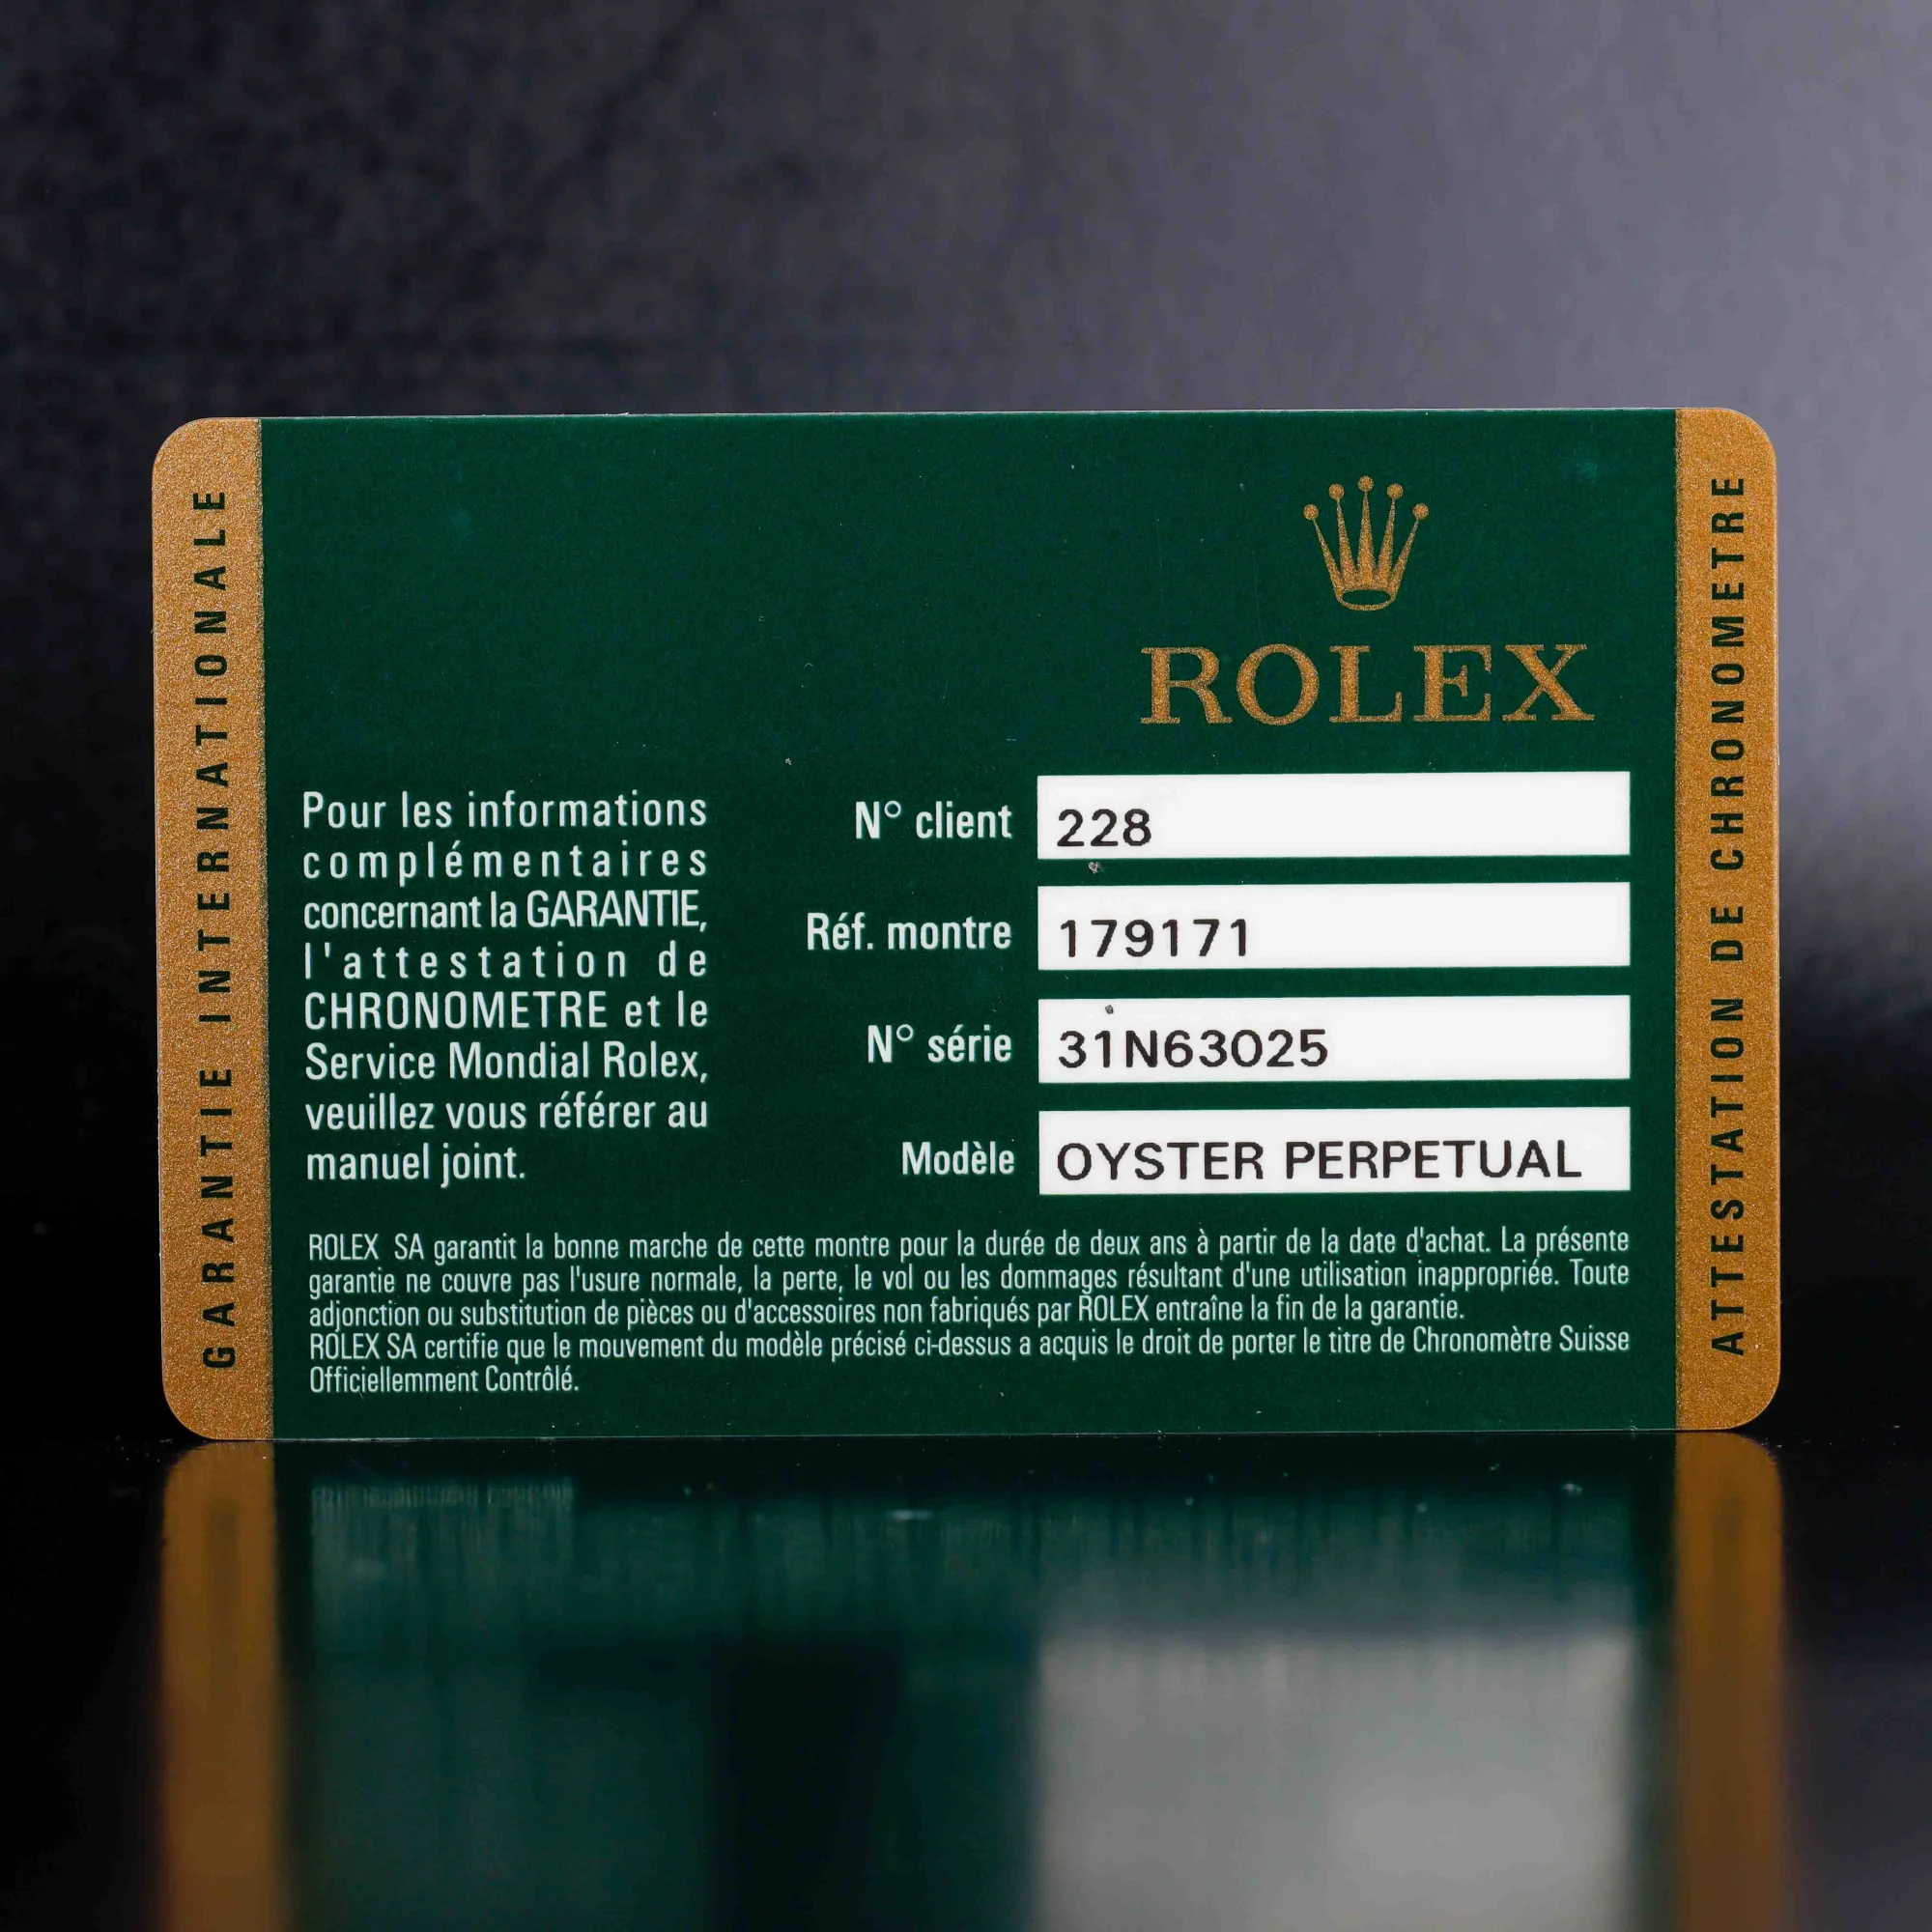 GARANTIE INTERNATIONALE
ROLEX
Pour les informations
complémentaires
concernant la GARANTIE,
l'attestation de
CHRONOMETRE et le
Service Mondial Rolex,
veuillez vous référer au
manuel joint.
N° client 228
Réf. montre 179171
N° série 31N63025
Modèle OYSTER PERPETUAL
ROLEX SA garantit la bonne marche de cette montre pour la durée de deux ans à partir de la date d'achat. La présente
garantie ne couvre pas l'usure normale, la perte, le vol ou les dommages résultant d'une utilisation inappropriée. Toute
adjonction ou substitution de pièces ou d'accessoires non fabriqués par ROLEX entraîne la fin de la garantie.
ROLEX SA certifie que le mouvement du modèle précisé ci-dessus a acquis le droit de porter le titre de Chronomètre Suisse
Officiellemment Contrôlé.
ATTESTATION DE CHRONOMETRE